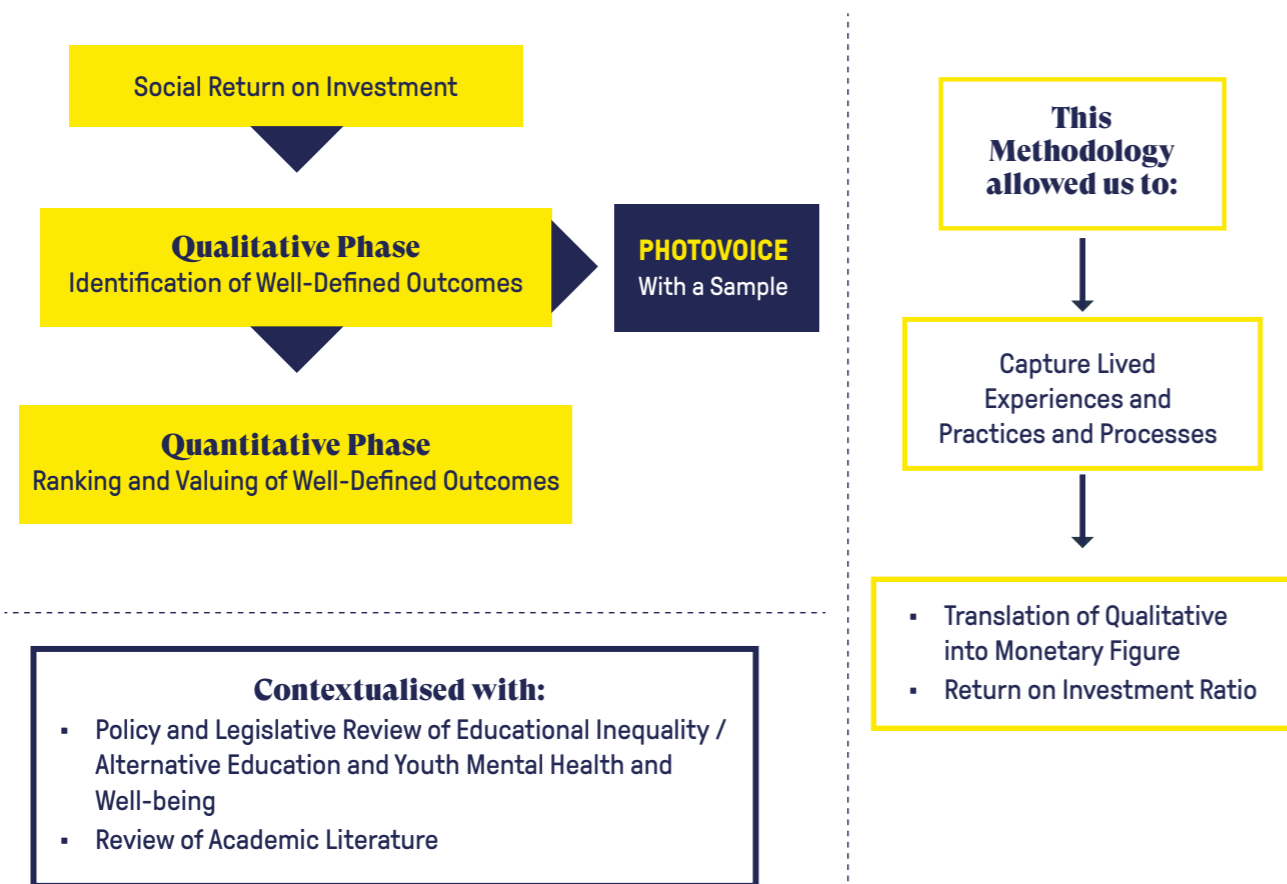 Social Return on Investment
Qualitative Phase
Identification of Well-Defined Outcomes
PHOTOVOICE
With a Sample
Quantitative Phase
Ranking and Valuing of Well-Defined Outcomes
Contextualised with:
▪ Policy and Legislative Review of Educational Inequality /
Alternative Education and Youth Mental Health and
Well-being
▪ Review of Academic Literature
This
Methodology
allowed us to:
Capture Lived
Experiences and
Practices and Processes
▪ Translation of Qualitative
into Monetary Figure
▪ Return on Investment Ratio